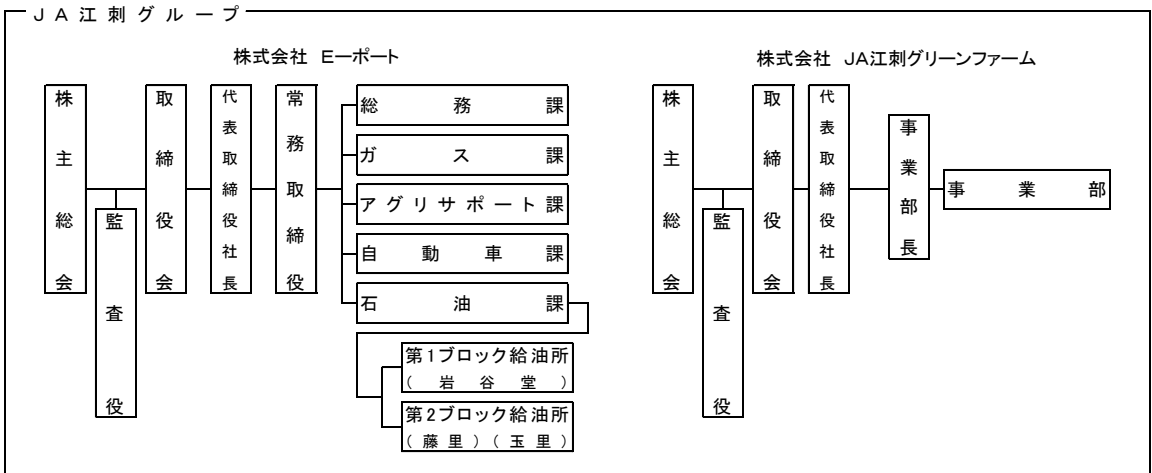 JA江刺グループ
株式会社 Eーポート
株主総会
監査役
取締役会
代表取締役社長
常務取締役
総務課
ガス課
アグリサポート課
自動車課
石油課
第1ブロック給油所
(岩谷堂)
第2ブロック給油所
(藤里)(玉里)
株式会社 JA江刺グリーンファーム
株主総会
監査役
取締役会
代表取締役社長
事業部長
事業部